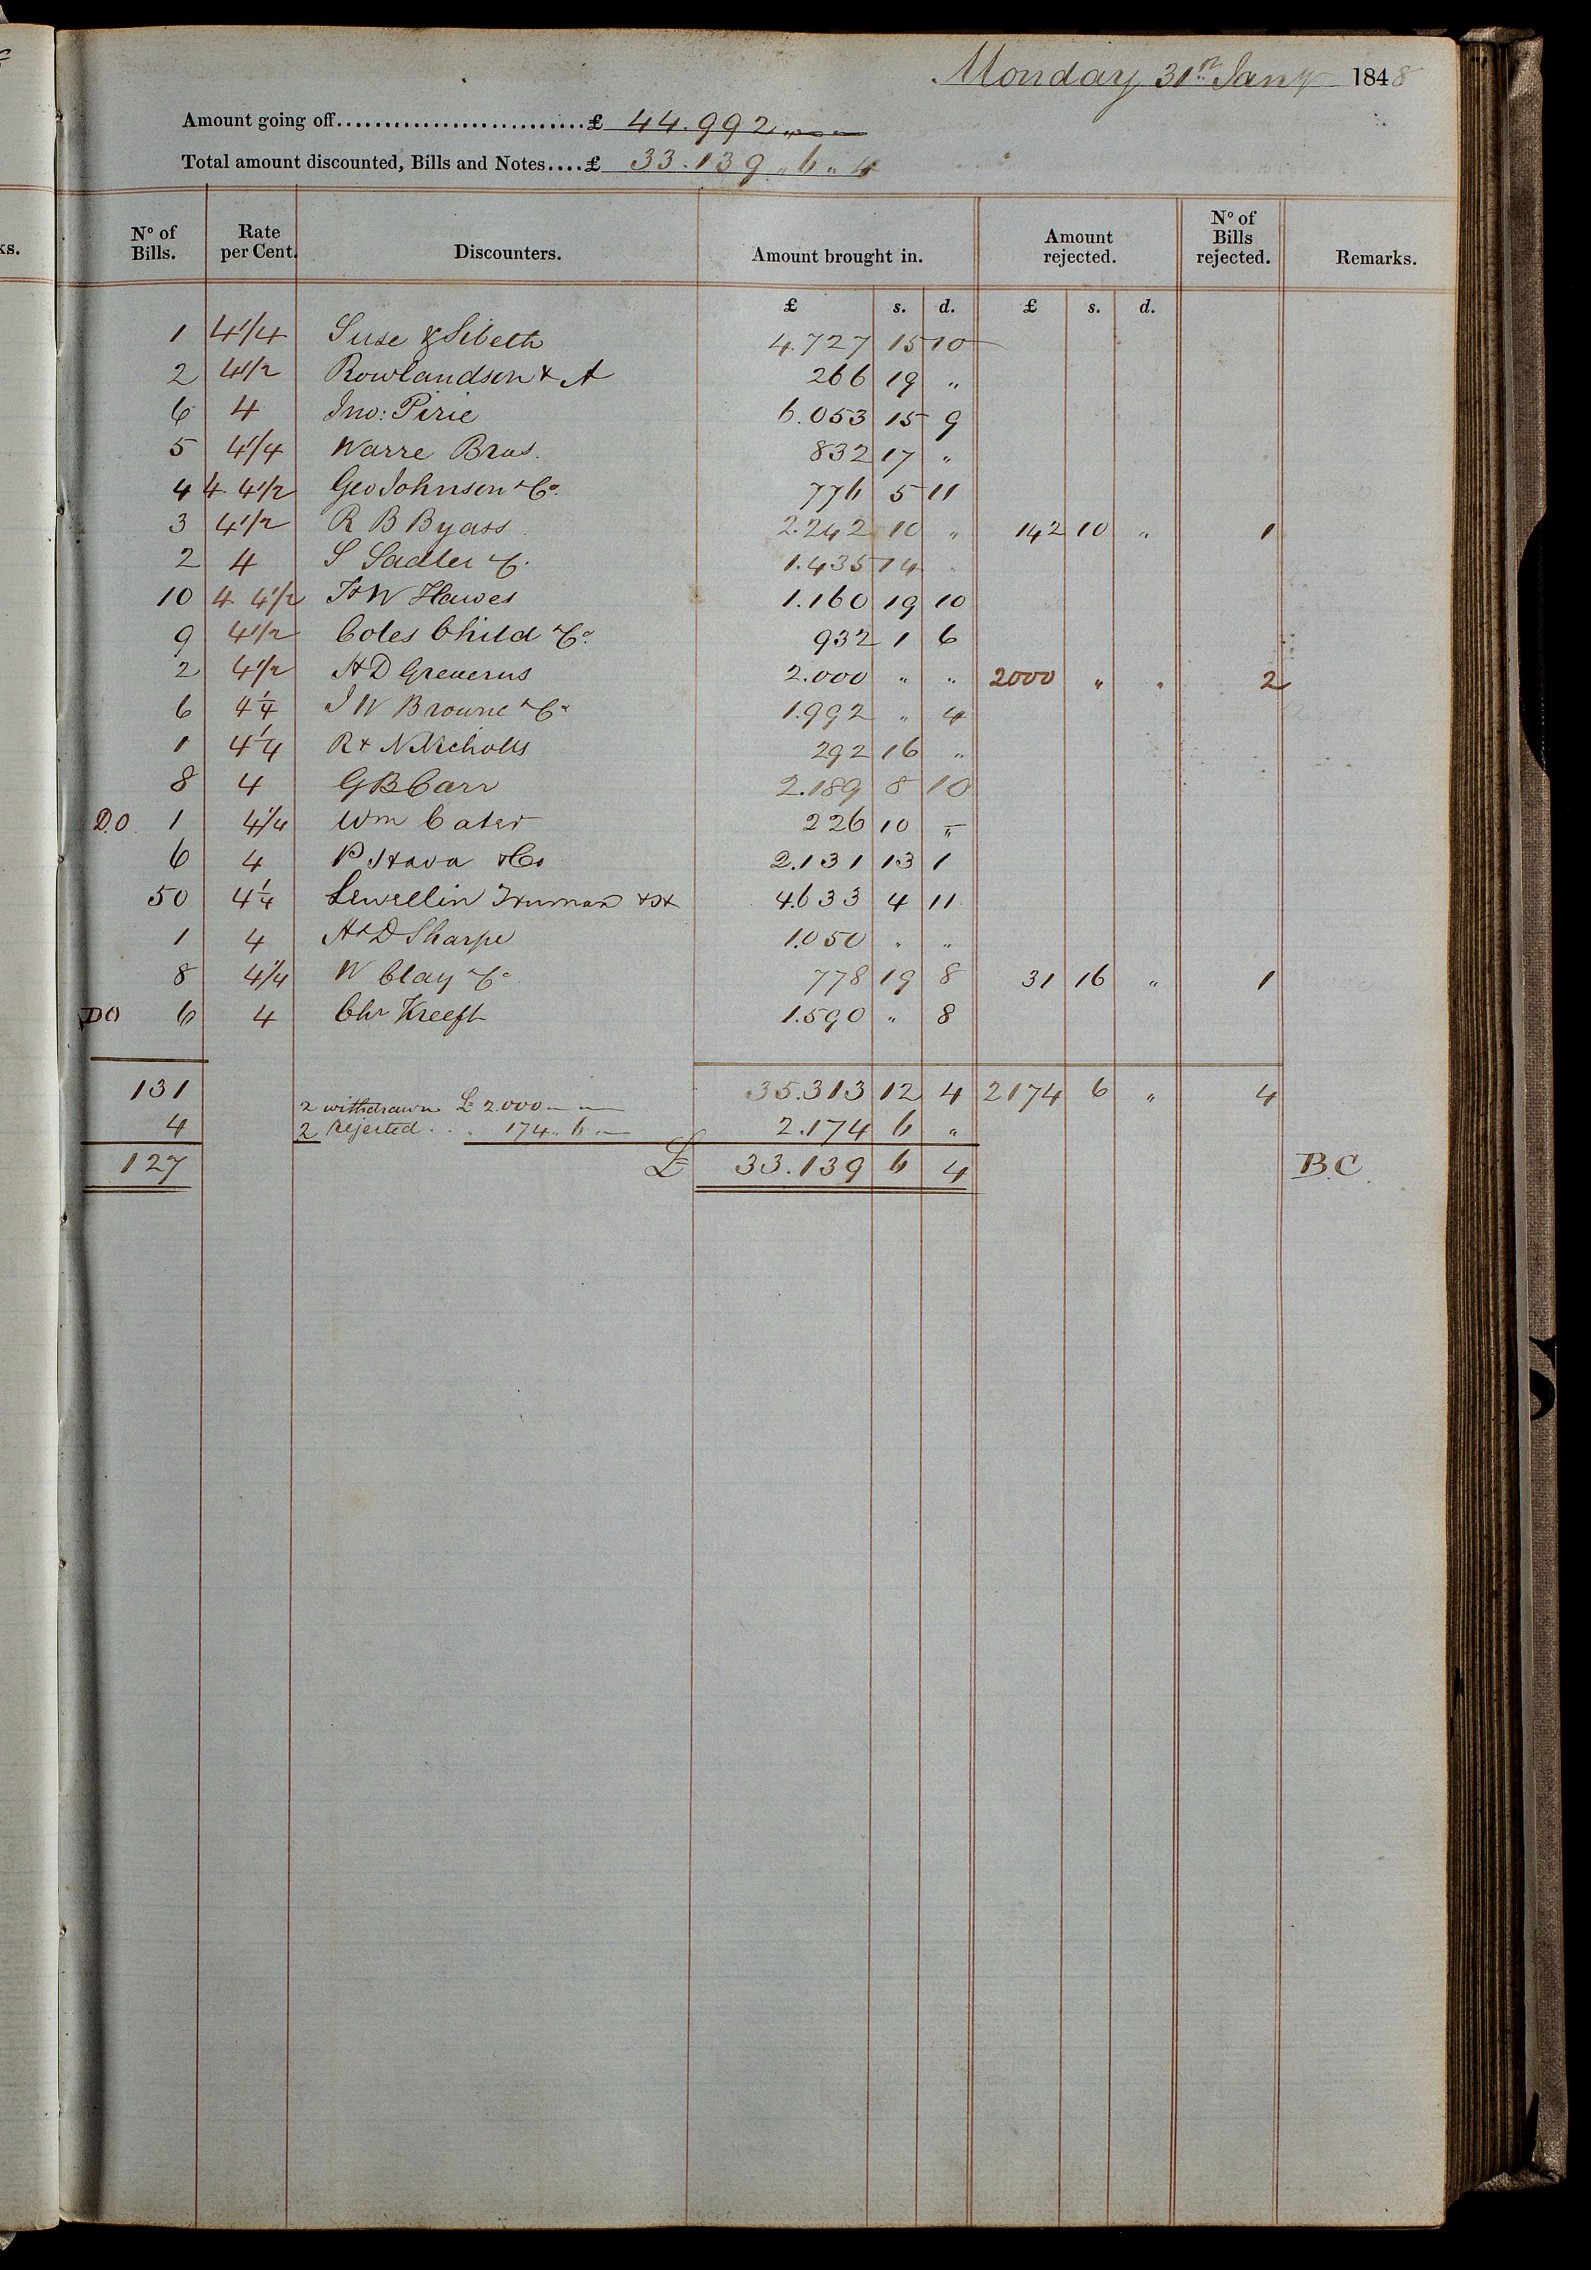 Monday 31st Jany 1848
Amount going off..........................£ 44.992 „ — —
Total amount discounted, Bills and Notes....£ 33.139 „ 6 „ 4
No of Bills. Rate per Cent. Discounters. Amount brought in. Amount rejected. No of Bills rejected. Remarks.
£ s. d. £ s. d.
1 4 1/4 Suse & Sibeth 4.727 15 10
2 4 1/2 Rowlandson & A 266 19 „
6 4 Jno: Pirie 6.053 15 9
5 4 1/4 Warre Bros. 832 17 „
4 4 4 1/2 Geo Johnson & Co. 776 5 11
3 4 1/2 R B Byass 2.242 10 „ 142 10 „ 1
2 4 S Sadler & C. 1.435 14 „
10 4 4 1/2 T & W Hawes 1.160 19 10
9 4 1/2 Coles Child & Co 932 1 6
2 4 1/2 H D Greverus 2.000 „ „ 2000 „ „ 2
6 4 1/4 J W Browne & Co 1.992 „ 4
1 4 1/4 R & N Nicholls 292 16 „
8 4 G B Carr 2.189 8 10
D.O. 1 4 1/4 Wm Cater 226 10 „
6 4 P Hava & Co 2.131 13 1
50 4 1/4 Lewellin Truman & H 4.633 4 11
1 4 H & D Sharpe 1.050 „ „
8 4 1/4 W Clay & Co 778 19 8 31 16 „ 1
DO 6 4 Chr Kreeft 1.590 „ 8
131 35.313 12 4 2174 6 „ 4
2 withdrawn £2.000 — —
4 2 rejected . . . 174 „ 6 — 2.174 6 „
127 £ 33.139 6 4 B.C.